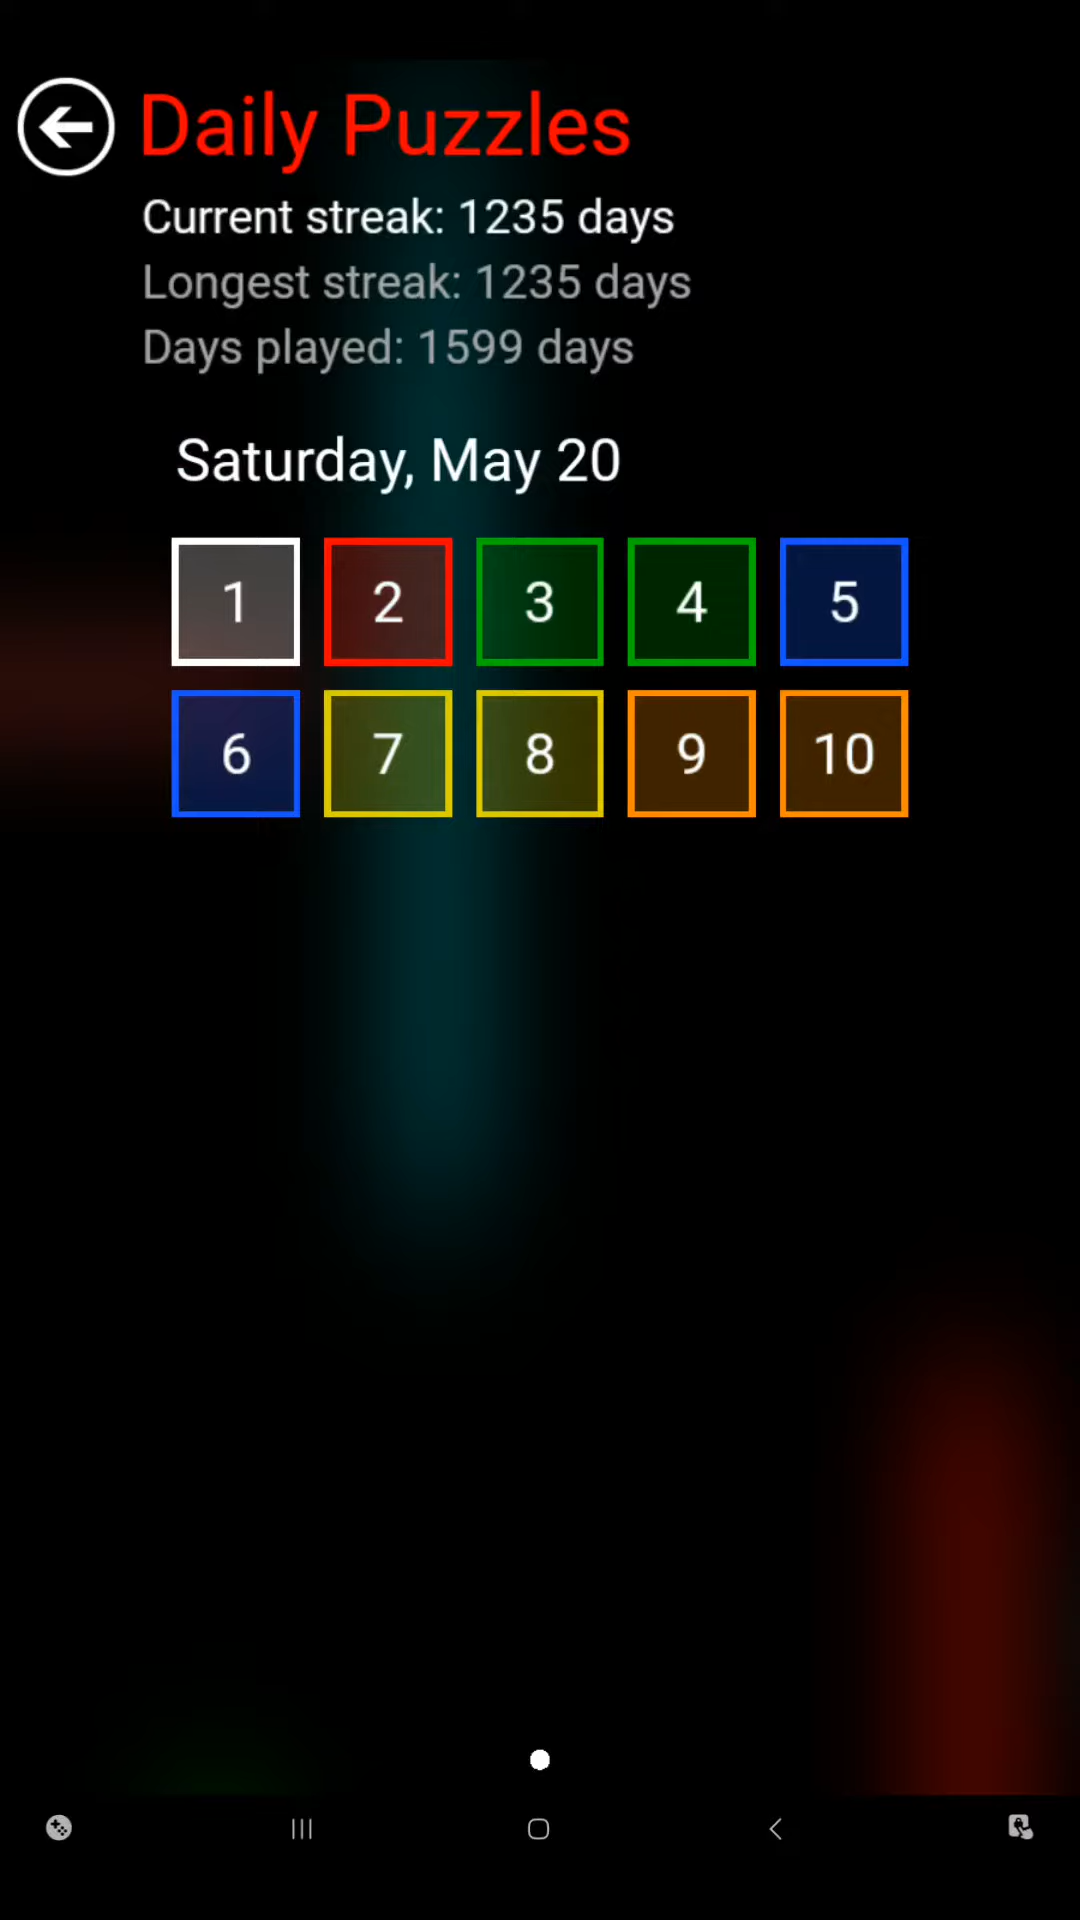 Daily Puzzles
Current streak: 1235 days
Longest streak: 1235 days
Days played: 1599 days
Saturday, May 20
1 2 3 4 5
6 7 8 9 10